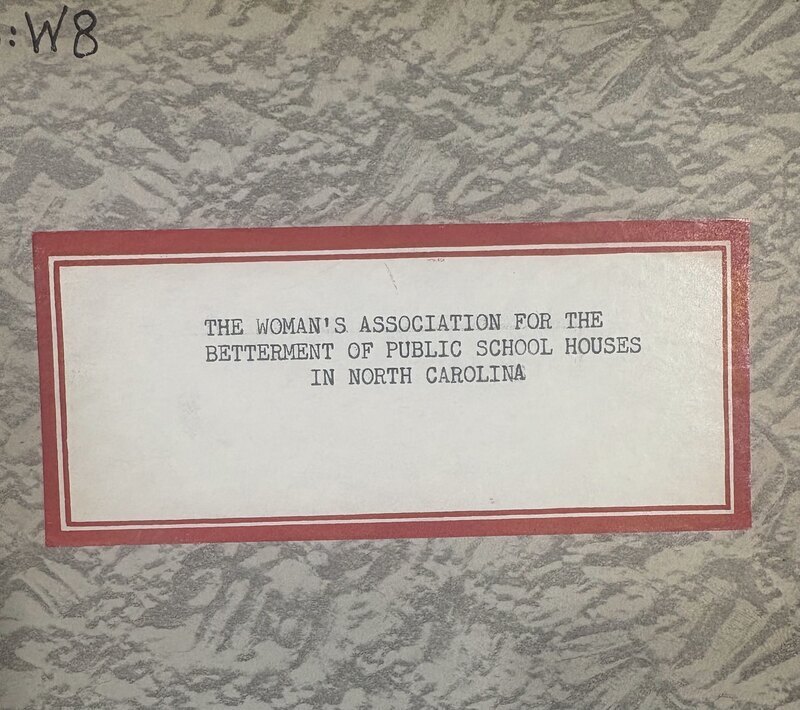 :W8
THE WOMAN'S ASSOCIATION FOR THE
BETTERMENT OF PUBLIC SCHOOL HOUSES
IN NORTH CAROLINA